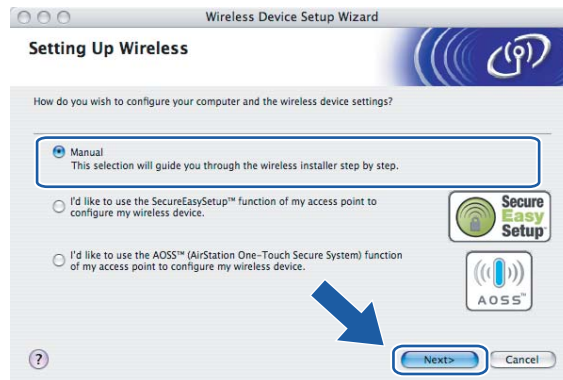 Wireless Device Setup Wizard
Setting Up Wireless
How do you wish to configure your computer and the wireless device settings?
Manual
This selection will guide you through the wireless installer step by step.
I'd like to use the SecureEasySetup™ function of my access point to
configure my wireless device.
Secure
Easy
Setup
I'd like to use the AOSS™ (AirStation One-Touch Secure System) function
of my access point to configure my wireless device.
AOSS™
?
Next>
Cancel